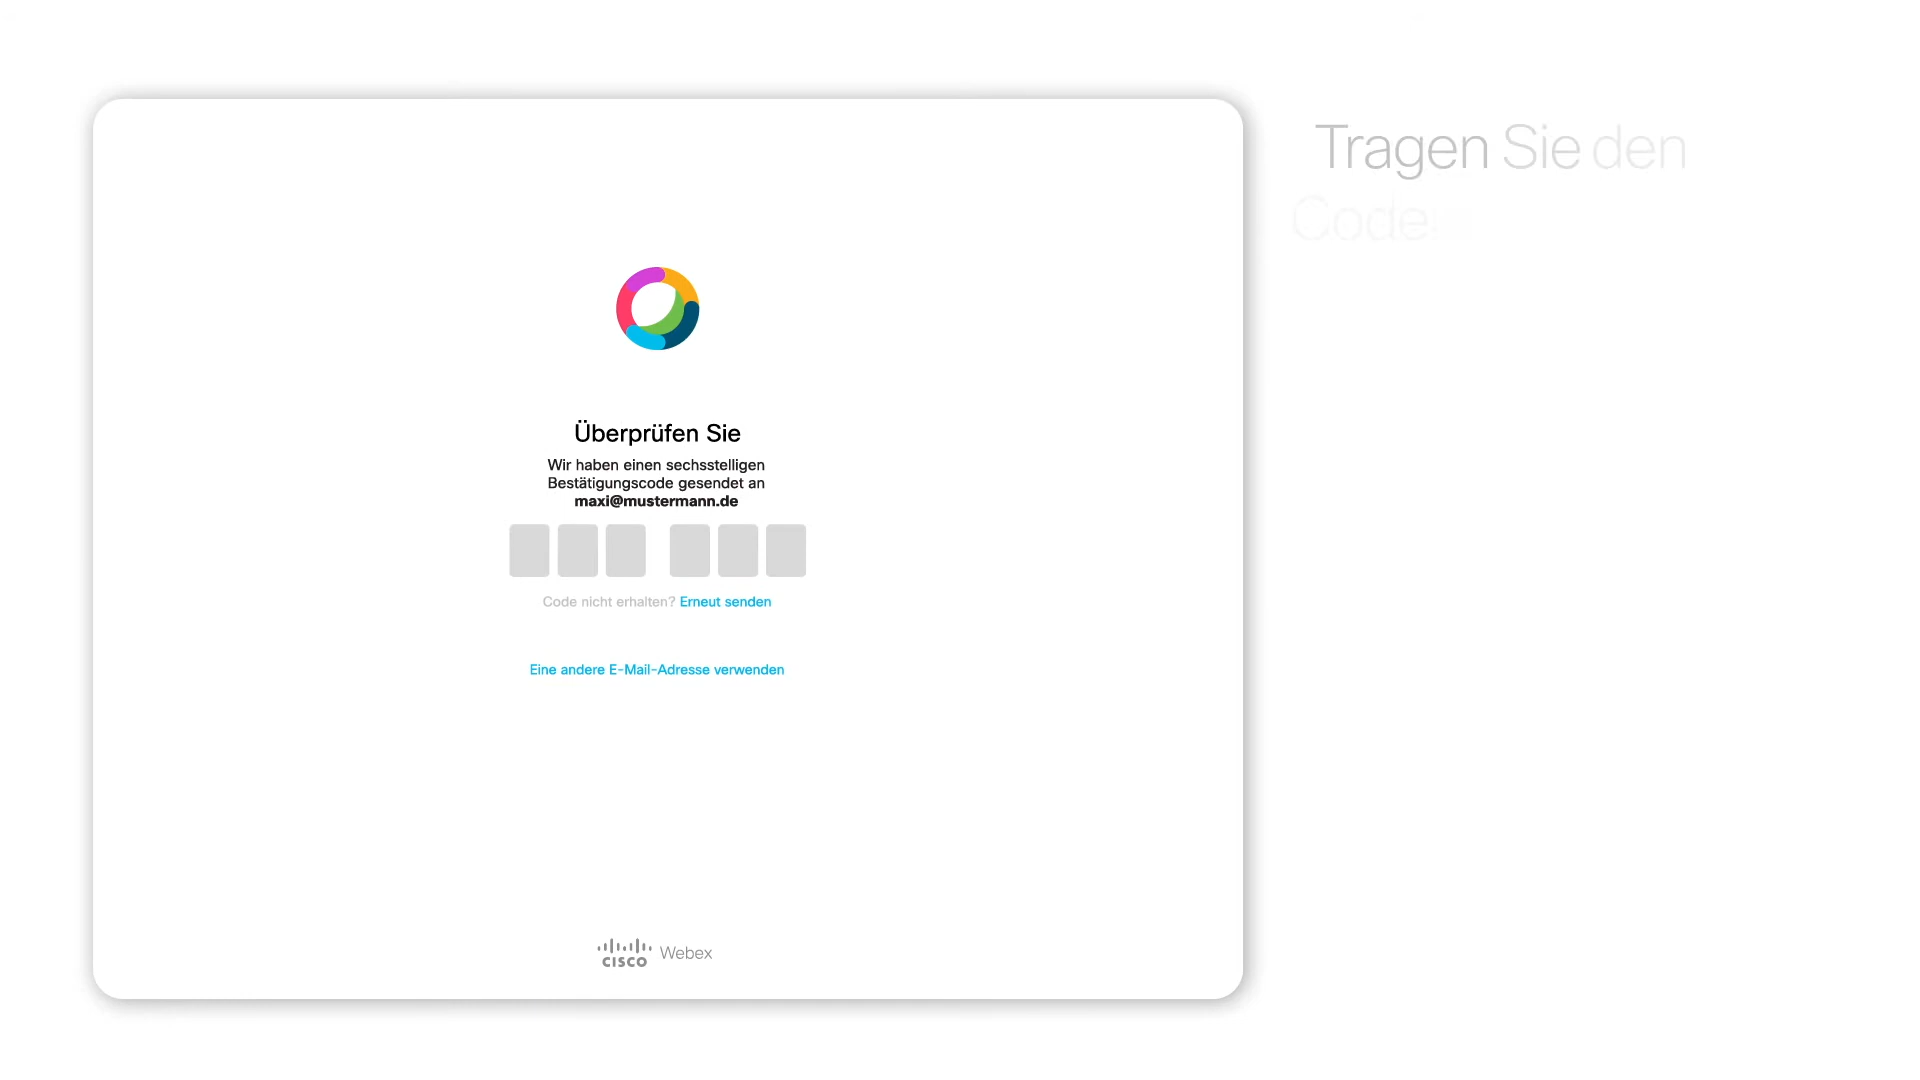 Tragen Sie den
Code
Überprüfen Sie
Wir haben einen sechsstelligen
Bestätigungscode gesendet an
maxi@mustermann.de
Code nicht erhalten? Erneut senden
Eine andere E-Mail-Adresse verwenden
CISCO Webex